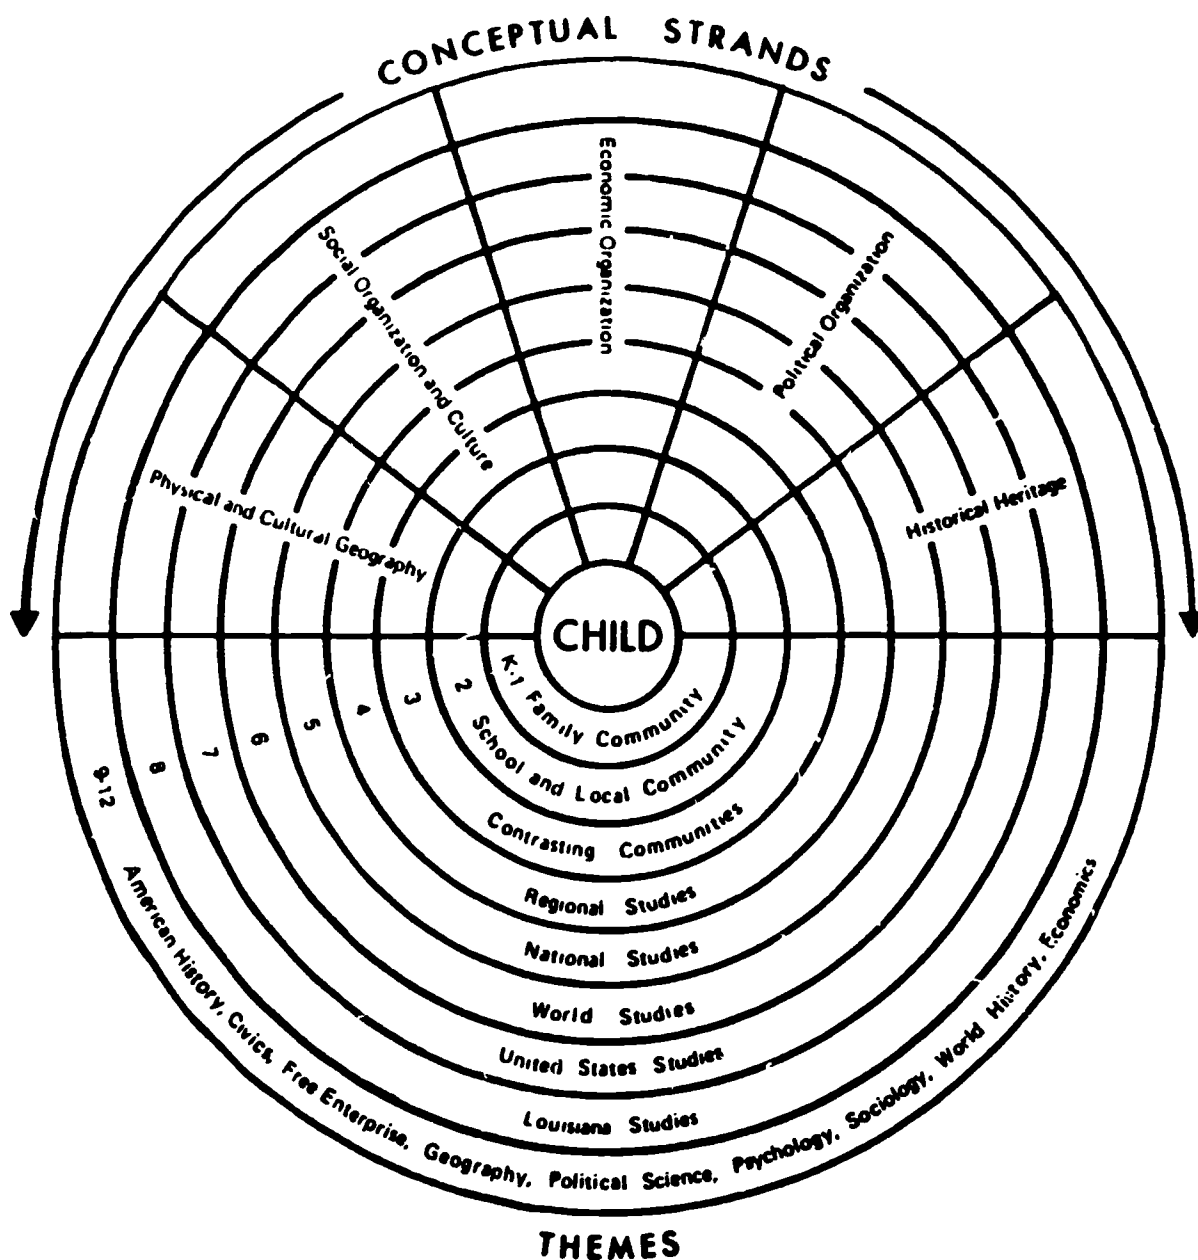 CONCEPTUAL STRANDS
Physical and Cultural Geography
Social Organization and Culture
Economic Organization
Political Organization
Historical Heritage
CHILD
K-1 Family Community
2 School and Local Community
3 Contrasting Communities
4 Regional Studies
5 National Studies
6 World Studies
7 United States Studies
8 Louisiana Studies
9-12 American History, Civics, Free Enterprise, Geography, Political Science, Psychology, Sociology, World History, Economics
THEMES